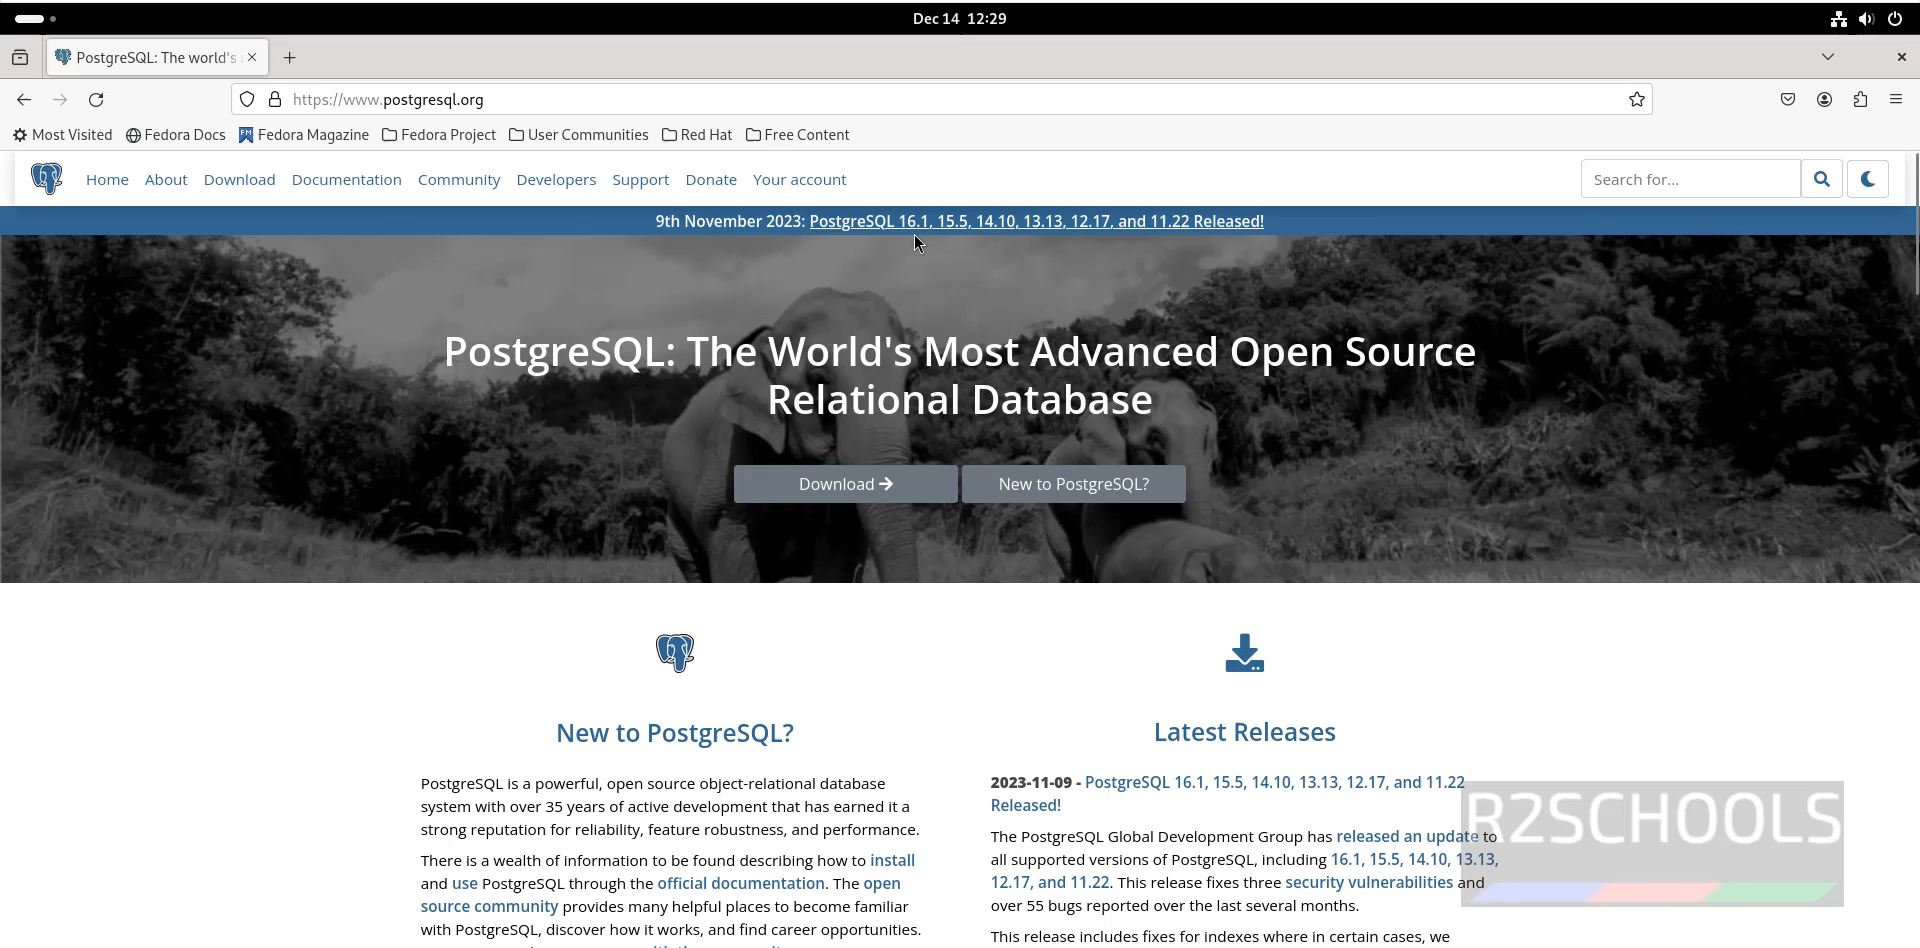 Dec 14 12:29
PostgreSQL: The world's
https://www.postgresql.org
Most Visited Fedora Docs Fedora Magazine Fedora Project User Communities Red Hat Free Content
Home About Download Documentation Community Developers Support Donate Your account Search for...
9th November 2023: PostgreSQL 16.1, 15.5, 14.10, 13.13, 12.17, and 11.22 Released!
PostgreSQL: The World's Most Advanced Open Source
Relational Database
Download New to PostgreSQL?
New to PostgreSQL?
PostgreSQL is a powerful, open source object-relational database
system with over 35 years of active development that has earned it a
strong reputation for reliability, feature robustness, and performance.
There is a wealth of information to be found describing how to install
and use PostgreSQL through the official documentation. The open
source community provides many helpful places to become familiar
with PostgreSQL, discover how it works, and find career opportunities.
Latest Releases
2023-11-09 - PostgreSQL 16.1, 15.5, 14.10, 13.13, 12.17, and 11.22
Released!
The PostgreSQL Global Development Group has released an update to
all supported versions of PostgreSQL, including 16.1, 15.5, 14.10, 13.13,
12.17, and 11.22. This release fixes three security vulnerabilities and
over 55 bugs reported over the last several months.
This release includes fixes for indexes where in certain cases, we
R2SCHOOLS